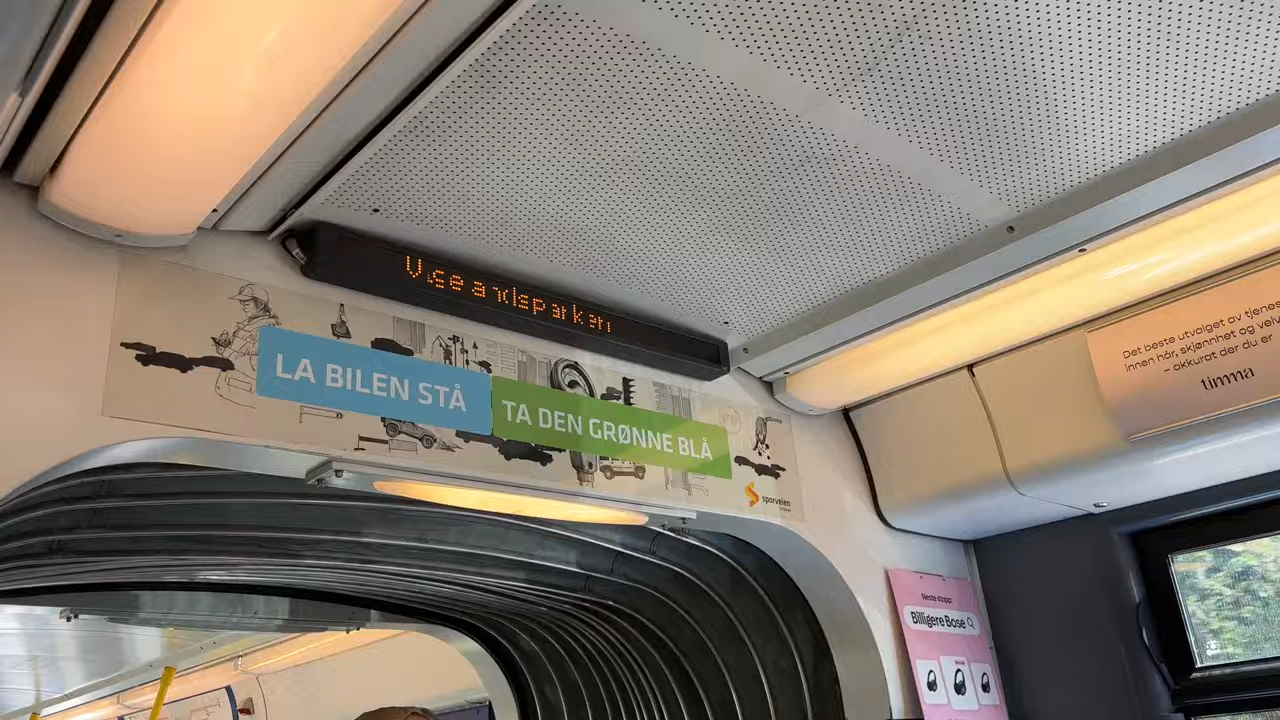 Vigelandsparken
LA BILEN STÅ
TA DEN GRØNNE BLÅ
sporveien
Det beste utvalget av tjenes
innen hår, skjønnhet og velv
– akkurat der du er
timma
Neste stopp:
Billigere Bose